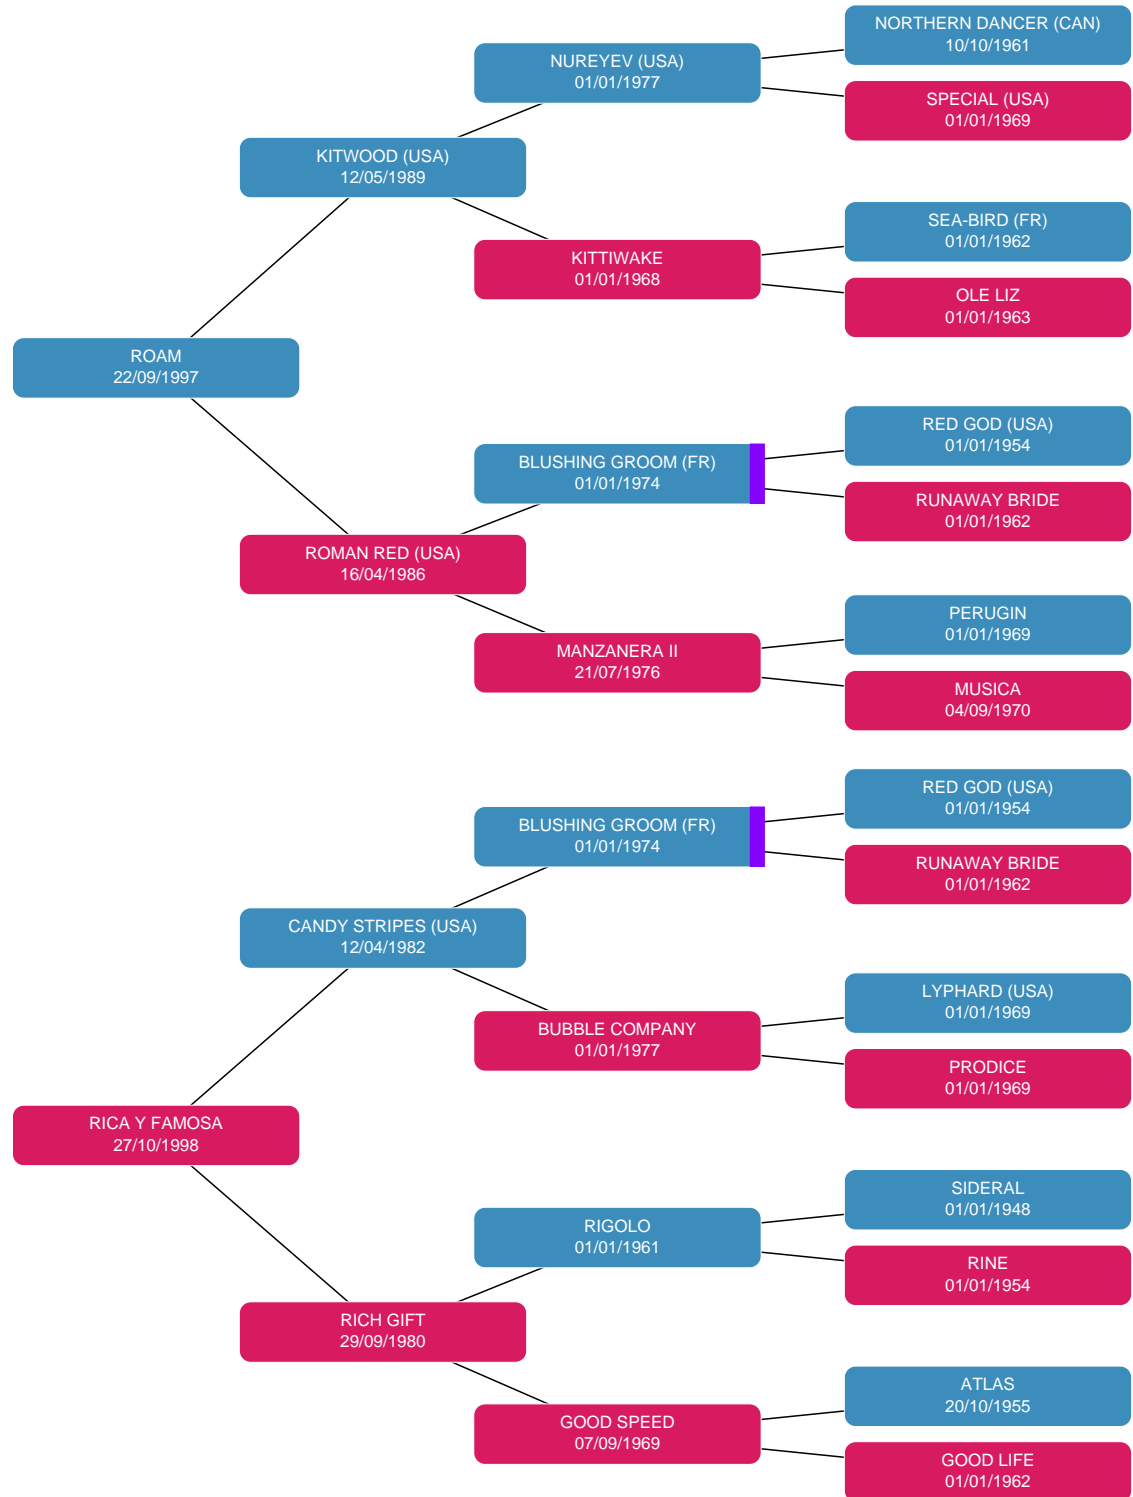 NORTHERN DANCER (CAN)
10/10/1961
NUREYEV (USA)
01/01/1977
SPECIAL (USA)
01/01/1969
KITWOOD (USA)
12/05/1989
SEA-BIRD (FR)
01/01/1962
KITTIWAKE
01/01/1968
OLE LIZ
01/01/1963
ROAM
22/09/1997
RED GOD (USA)
01/01/1954
BLUSHING GROOM (FR)
01/01/1974
RUNAWAY BRIDE
01/01/1962
ROMAN RED (USA)
16/04/1986
PERUGIN
01/01/1969
MANZANERA II
21/07/1976
MUSICA
04/09/1970
RED GOD (USA)
01/01/1954
BLUSHING GROOM (FR)
01/01/1974
RUNAWAY BRIDE
01/01/1962
CANDY STRIPES (USA)
12/04/1982
LYPHARD (USA)
01/01/1969
BUBBLE COMPANY
01/01/1977
PRODICE
01/01/1969
RICA Y FAMOSA
27/10/1998
SIDERAL
01/01/1948
RIGOLO
01/01/1961
RINE
01/01/1954
RICH GIFT
29/09/1980
ATLAS
20/10/1955
GOOD SPEED
07/09/1969
GOOD LIFE
01/01/1962